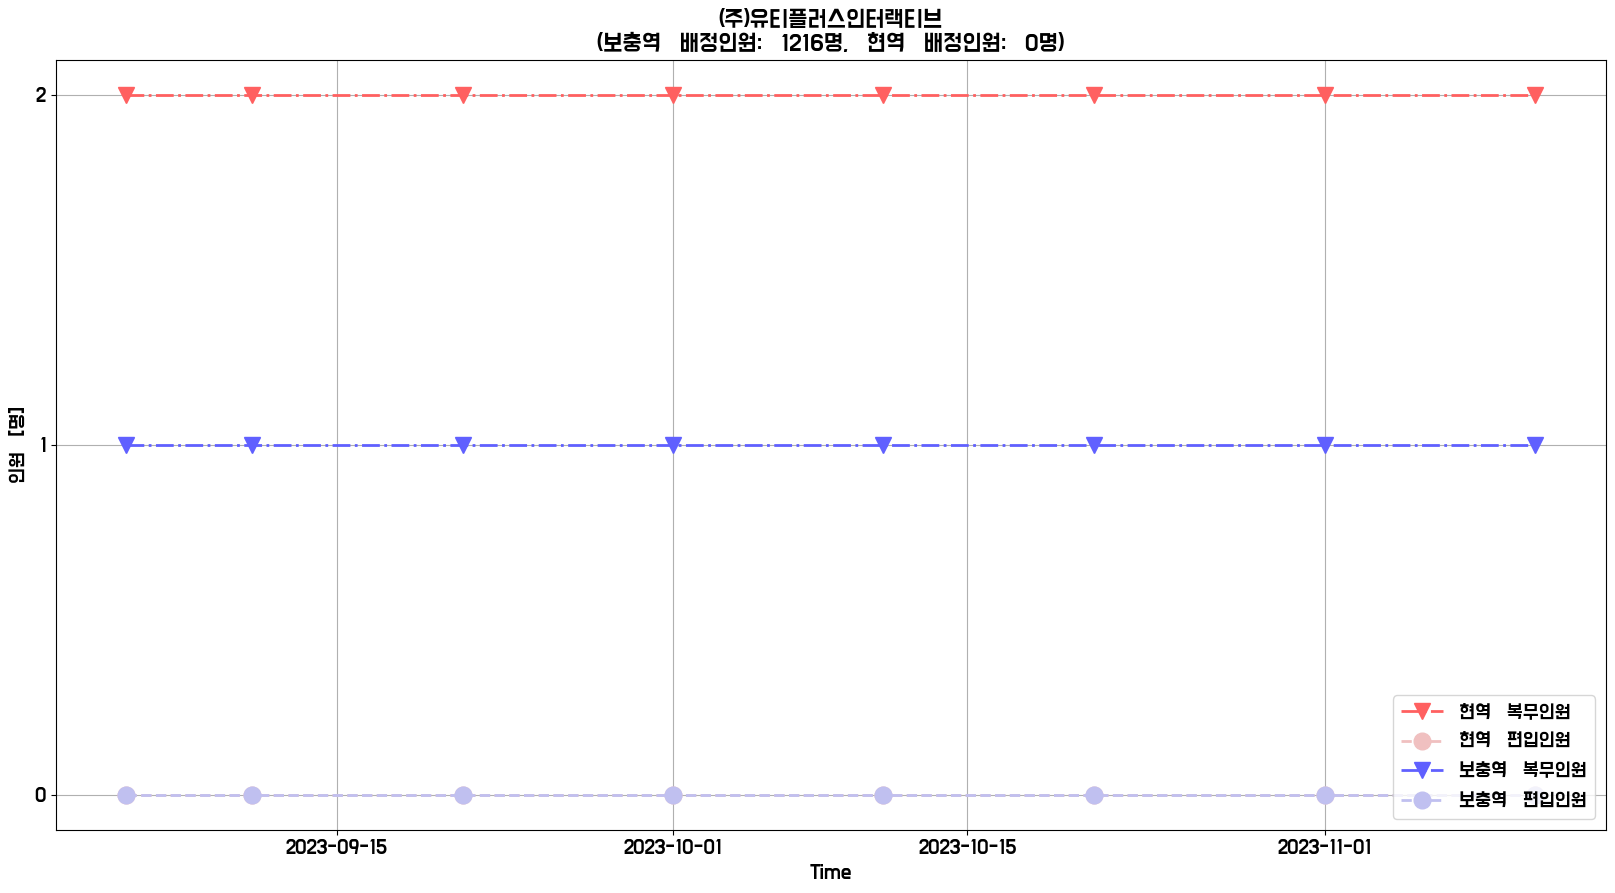 (주)유티플러스인터랙티브
(보충역 배정인원: 1216명, 현역 배정인원: 0명)
2
1
0
인원 [명]
현역 복무인원
현역 편입인원
보충역 복무인원
보충역 편입인원
2023-09-15 2023-10-01 2023-10-15 2023-11-01
Time